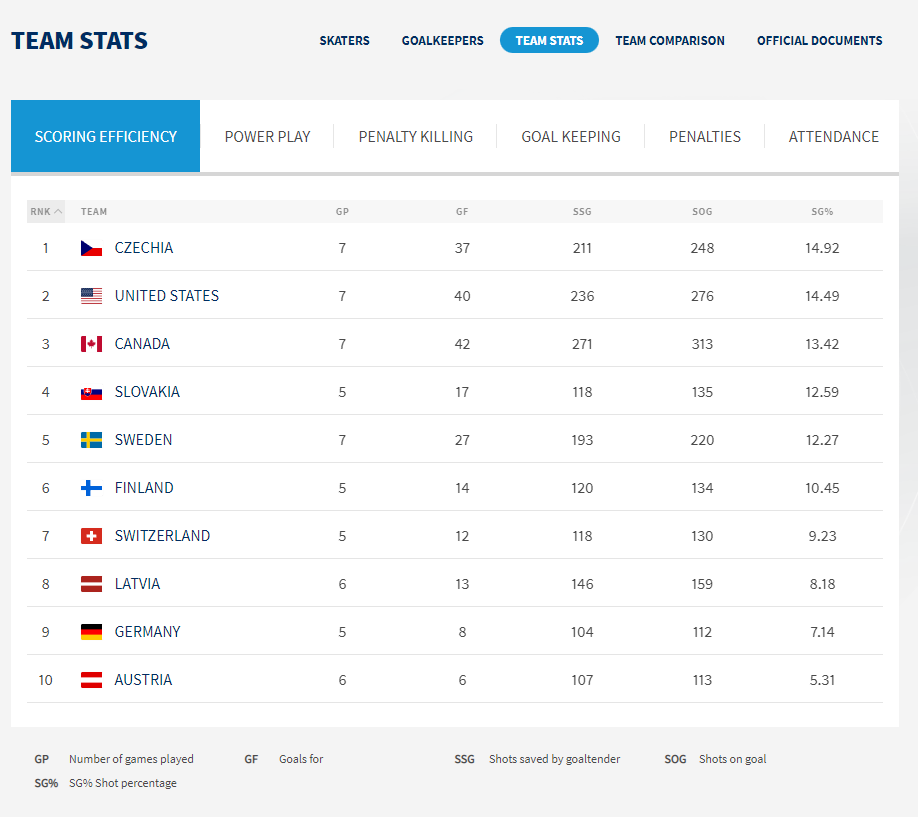 TEAM STATS
SKATERS GOALKEEPERS TEAM STATS TEAM COMPARISON OFFICIAL DOCUMENTS
SCORING EFFICIENCY POWER PLAY PENALTY KILLING GOAL KEEPING PENALTIES ATTENDANCE
RNK TEAM GP GF SSG SOG SG%
1 CZECHIA 7 37 211 248 14.92
2 UNITED STATES 7 40 236 276 14.49
3 CANADA 7 42 271 313 13.42
4 SLOVAKIA 5 17 118 135 12.59
5 SWEDEN 7 27 193 220 12.27
6 FINLAND 5 14 120 134 10.45
7 SWITZERLAND 5 12 118 130 9.23
8 LATVIA 6 13 146 159 8.18
9 GERMANY 5 8 104 112 7.14
10 AUSTRIA 6 6 107 113 5.31
GP Number of games played GF Goals for SSG Shots saved by goaltender SOG Shots on goal
SG% SG% Shot percentage